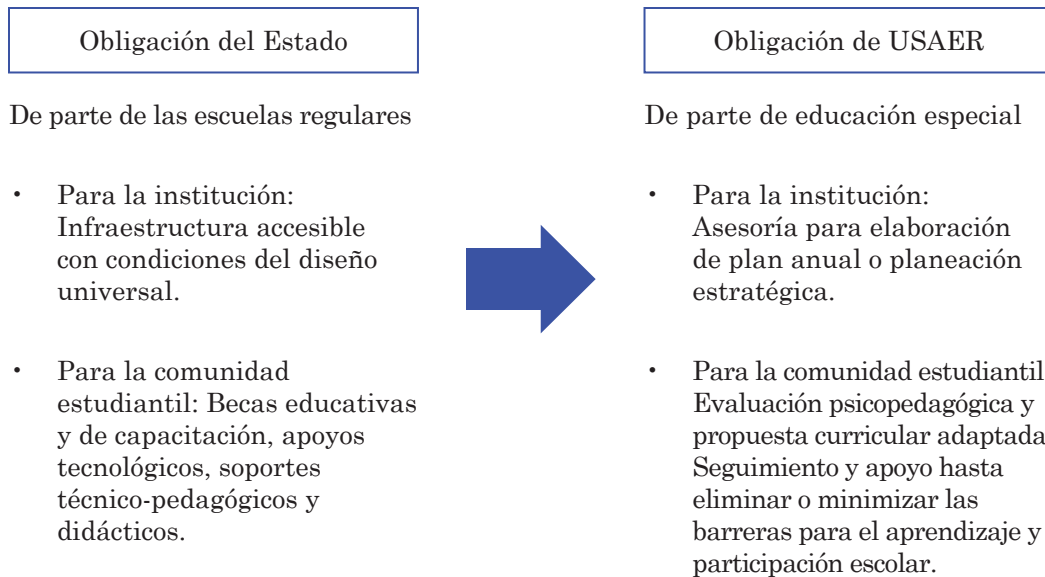 Obligación del Estado
De parte de las escuelas regulares
• Para la institución:
Infraestructura accesible
con condiciones del diseño
universal.
• Para la comunidad
estudiantil: Becas educativas
y de capacitación, apoyos
tecnológicos, soportes
técnico-pedagógicos y
didácticos.
Obligación de USAER
De parte de educación especial
• Para la institución:
Asesoría para elaboración
de plan anual o planeación
estratégica.
• Para la comunidad estudiantil
Evaluación psicopedagógica y
propuesta curricular adaptada
Seguimiento y apoyo hasta
eliminar o minimizar las
barreras para el aprendizaje y
participación escolar.